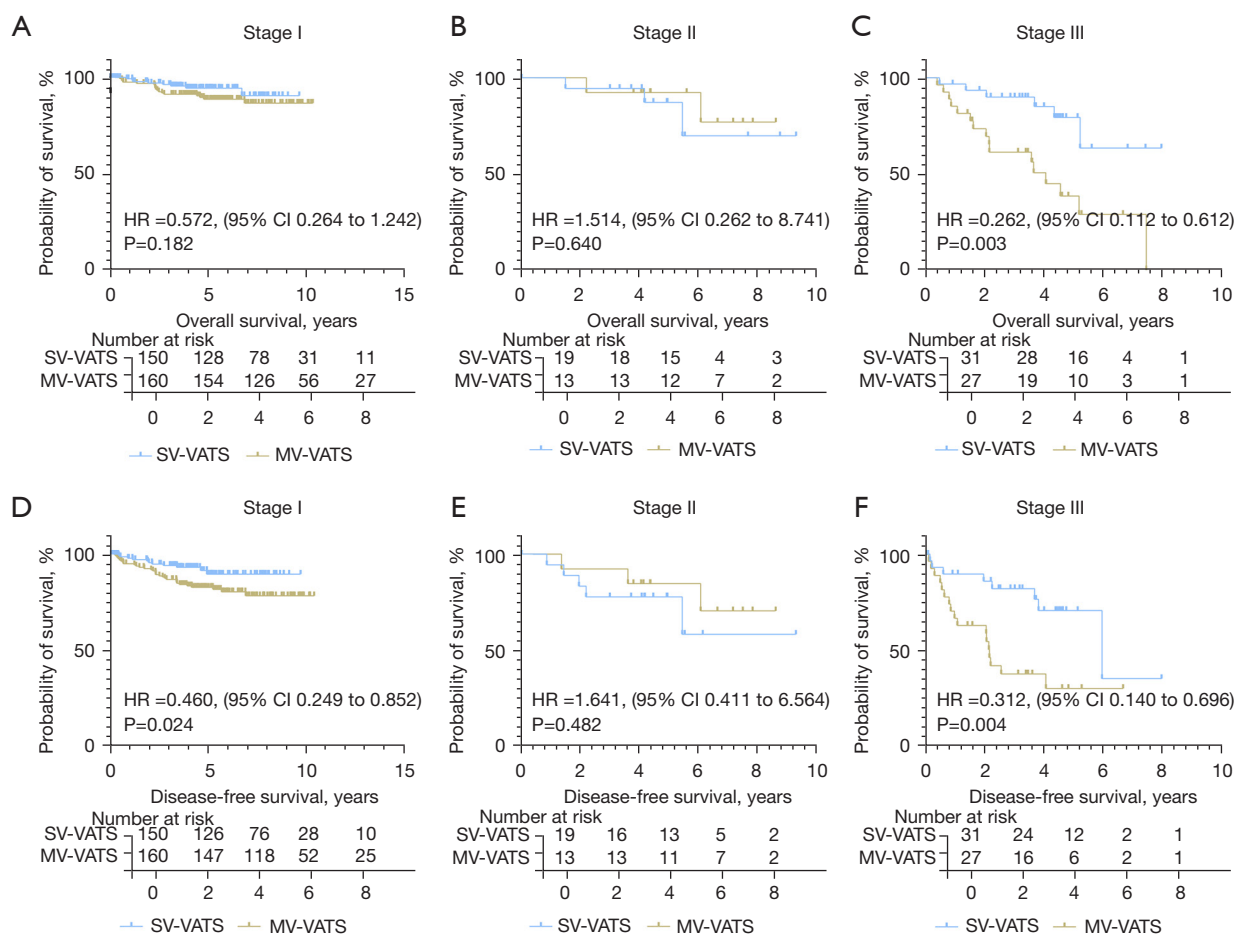 A
Stage I
Probability of survival, %
100
50
0
HR =0.572, (95% CI 0.264 to 1.242)
P=0.182
0 5 10 15
Overall survival, years
Number at risk
SV-VATS 150 128 78 31 11
MV-VATS 160 154 126 56 27
0 2 4 6 8
SV-VATS MV-VATS
B
Stage II
Probability of survival, %
100
50
0
HR =1.514, (95% CI 0.262 to 8.741)
P=0.640
0 2 4 6 8 10
Overall survival, years
Number at risk
SV-VATS 19 18 15 4 3
MV-VATS 13 13 12 7 2
0 2 4 6 8
SV-VATS MV-VATS
C
Stage III
Probability of survival, %
100
50
0
HR =0.262, (95% CI 0.112 to 0.612)
P=0.003
0 2 4 6 8 10
Overall survival, years
Number at risk
SV-VATS 31 28 16 4 1
MV-VATS 27 19 10 3 1
0 2 4 6 8
SV-VATS MV-VATS
D
Stage I
Probability of survival, %
100
50
0
HR =0.460, (95% CI 0.249 to 0.852)
P=0.024
0 5 10 15
Disease-free survival, years
Number at risk
SV-VATS 150 126 76 28 10
MV-VATS 160 147 118 52 25
0 2 4 6 8
SV-VATS MV-VATS
E
Stage II
Probability of survival, %
100
50
0
HR =1.641, (95% CI 0.411 to 6.564)
P=0.482
0 2 4 6 8 10
Disease-free survival, years
Number at risk
SV-VATS 19 16 13 5 2
MV-VATS 13 13 11 7 2
0 2 4 6 8
SV-VATS MV-VATS
F
Stage III
Probability of survival, %
100
50
0
HR =0.312, (95% CI 0.140 to 0.696)
P=0.004
0 2 4 6 8 10
Disease-free survival, years
Number at risk
SV-VATS 31 24 12 2 1
MV-VATS 27 16 6 2 1
0 2 4 6 8
SV-VATS MV-VATS